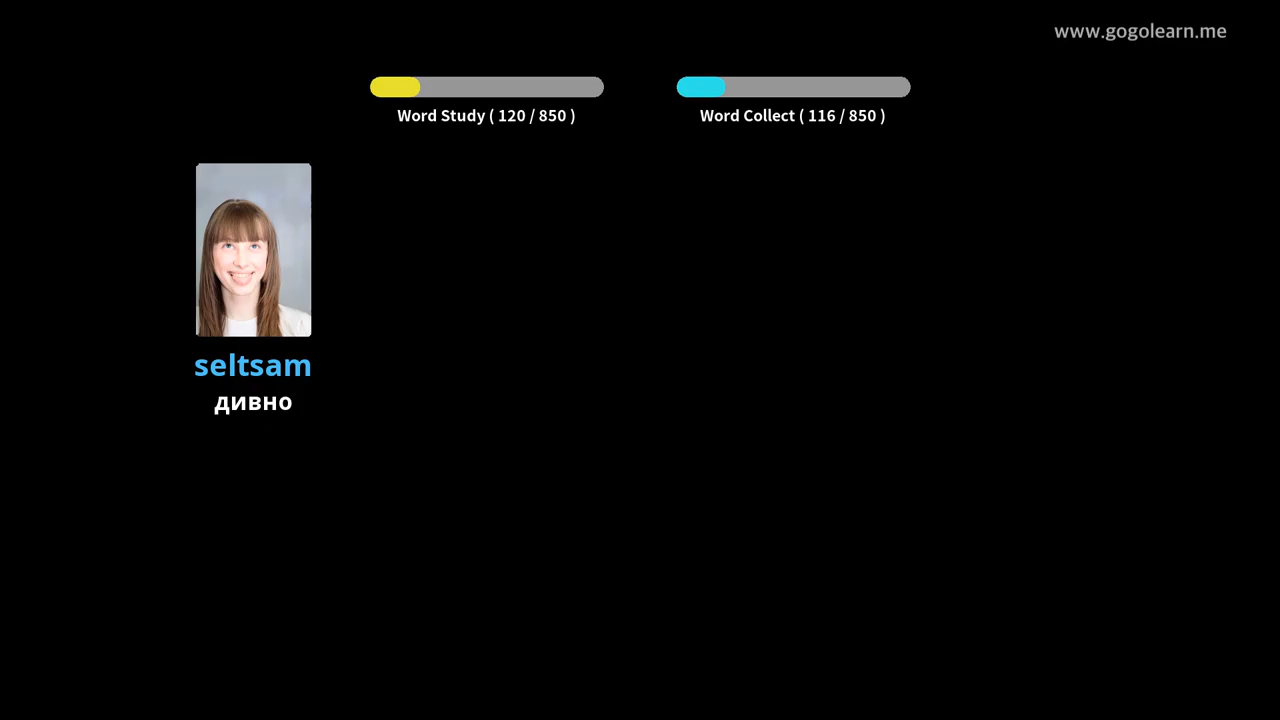 www.gogolearn.me
Word Study ( 120 / 850 )
Word Collect ( 116 / 850 )
seltsam
дивно